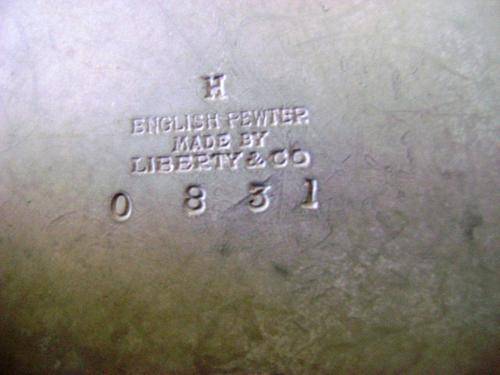 H
ENGLISH PEWTER
MADE BY
LIBERTY & CO
0 8 3 1